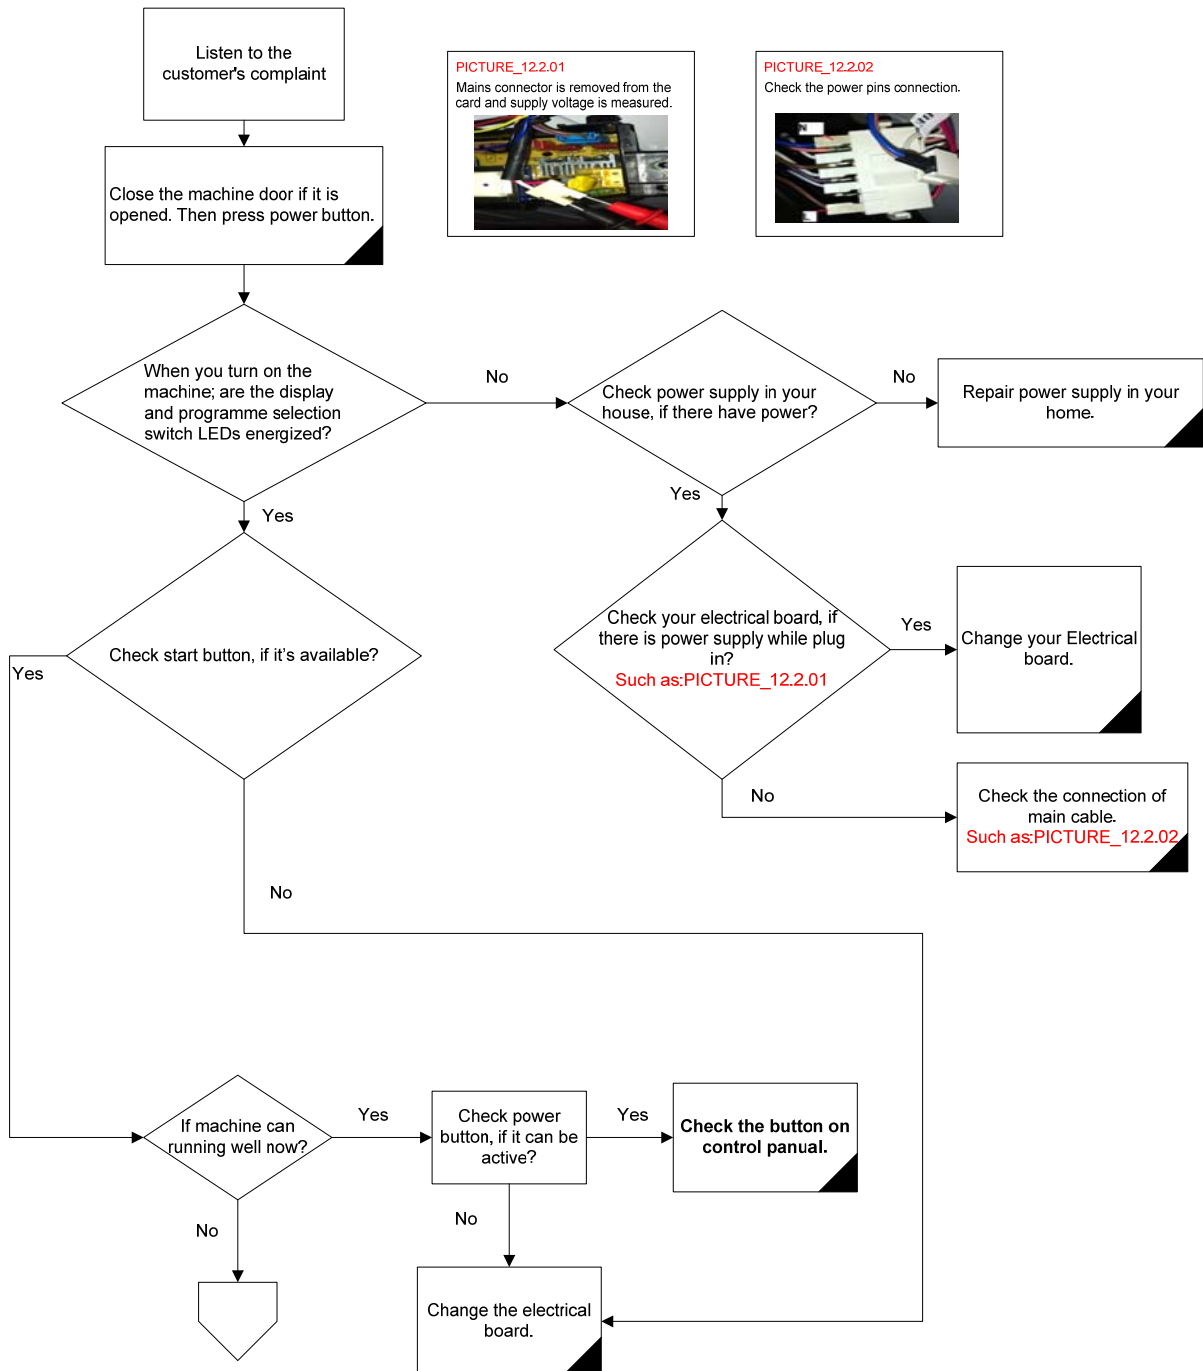 Listen to the
customer's complaint
PICTURE_12.2.01
Mains connector is removed from the
card and supply voltage is measured.
PICTURE_12.2.02
Check the power pins connection.
N
L
Close the machine door if it is
opened. Then press power button.
When you turn on the
machine; are the display
and programme selection
switch LEDs energized?
No
Check power supply in your
house, if there have power?
No
Repair power supply in your
home.
Yes
Yes
Check start button, if it's available?
Yes
Check your electrical board, if
there is power supply while plug
in?
Such as:PICTURE_12.2.01
Yes
Change your Electrical
board.
No
Check the connection of
main cable.
Such as:PICTURE_12.2.02
No
If machine can
running well now?
Yes
Check power
button, if it can be
active?
Yes
Check the button on
control panual.
No
No
Change the electrical
board.